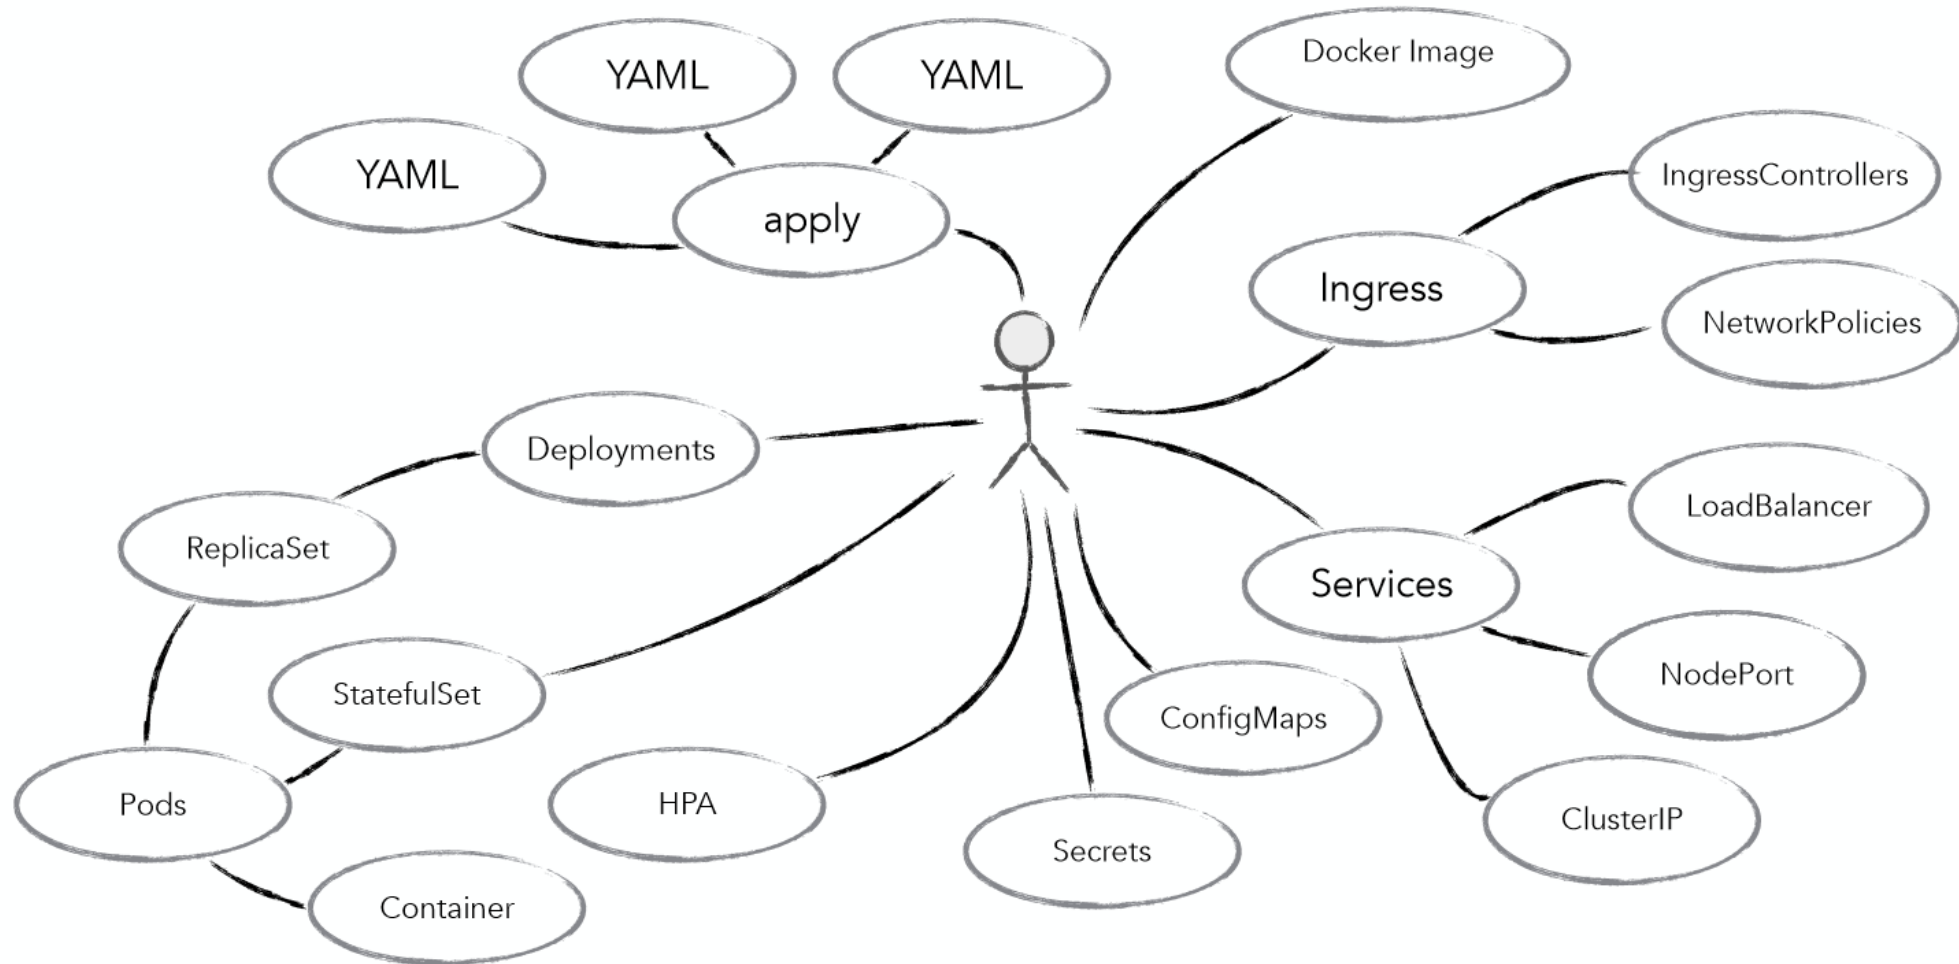 YAML
YAML
Docker Image
YAML
IngressControllers
apply
Ingress
NetworkPolicies
Deployments
LoadBalancer
ReplicaSet
Services
StatefulSet
NodePort
ConfigMaps
Pods
HPA
ClusterIP
Secrets
Container